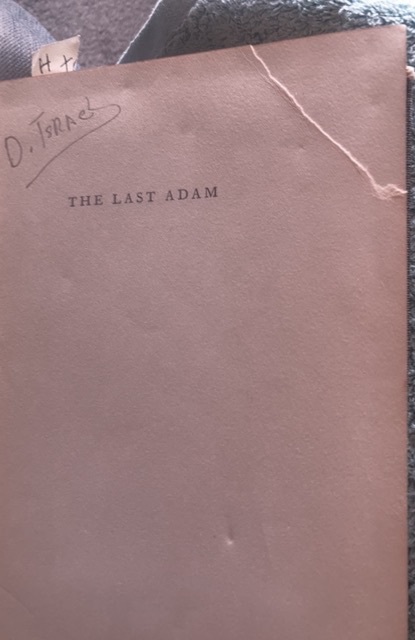 H +
D. ISRAel
THE LAST ADAM